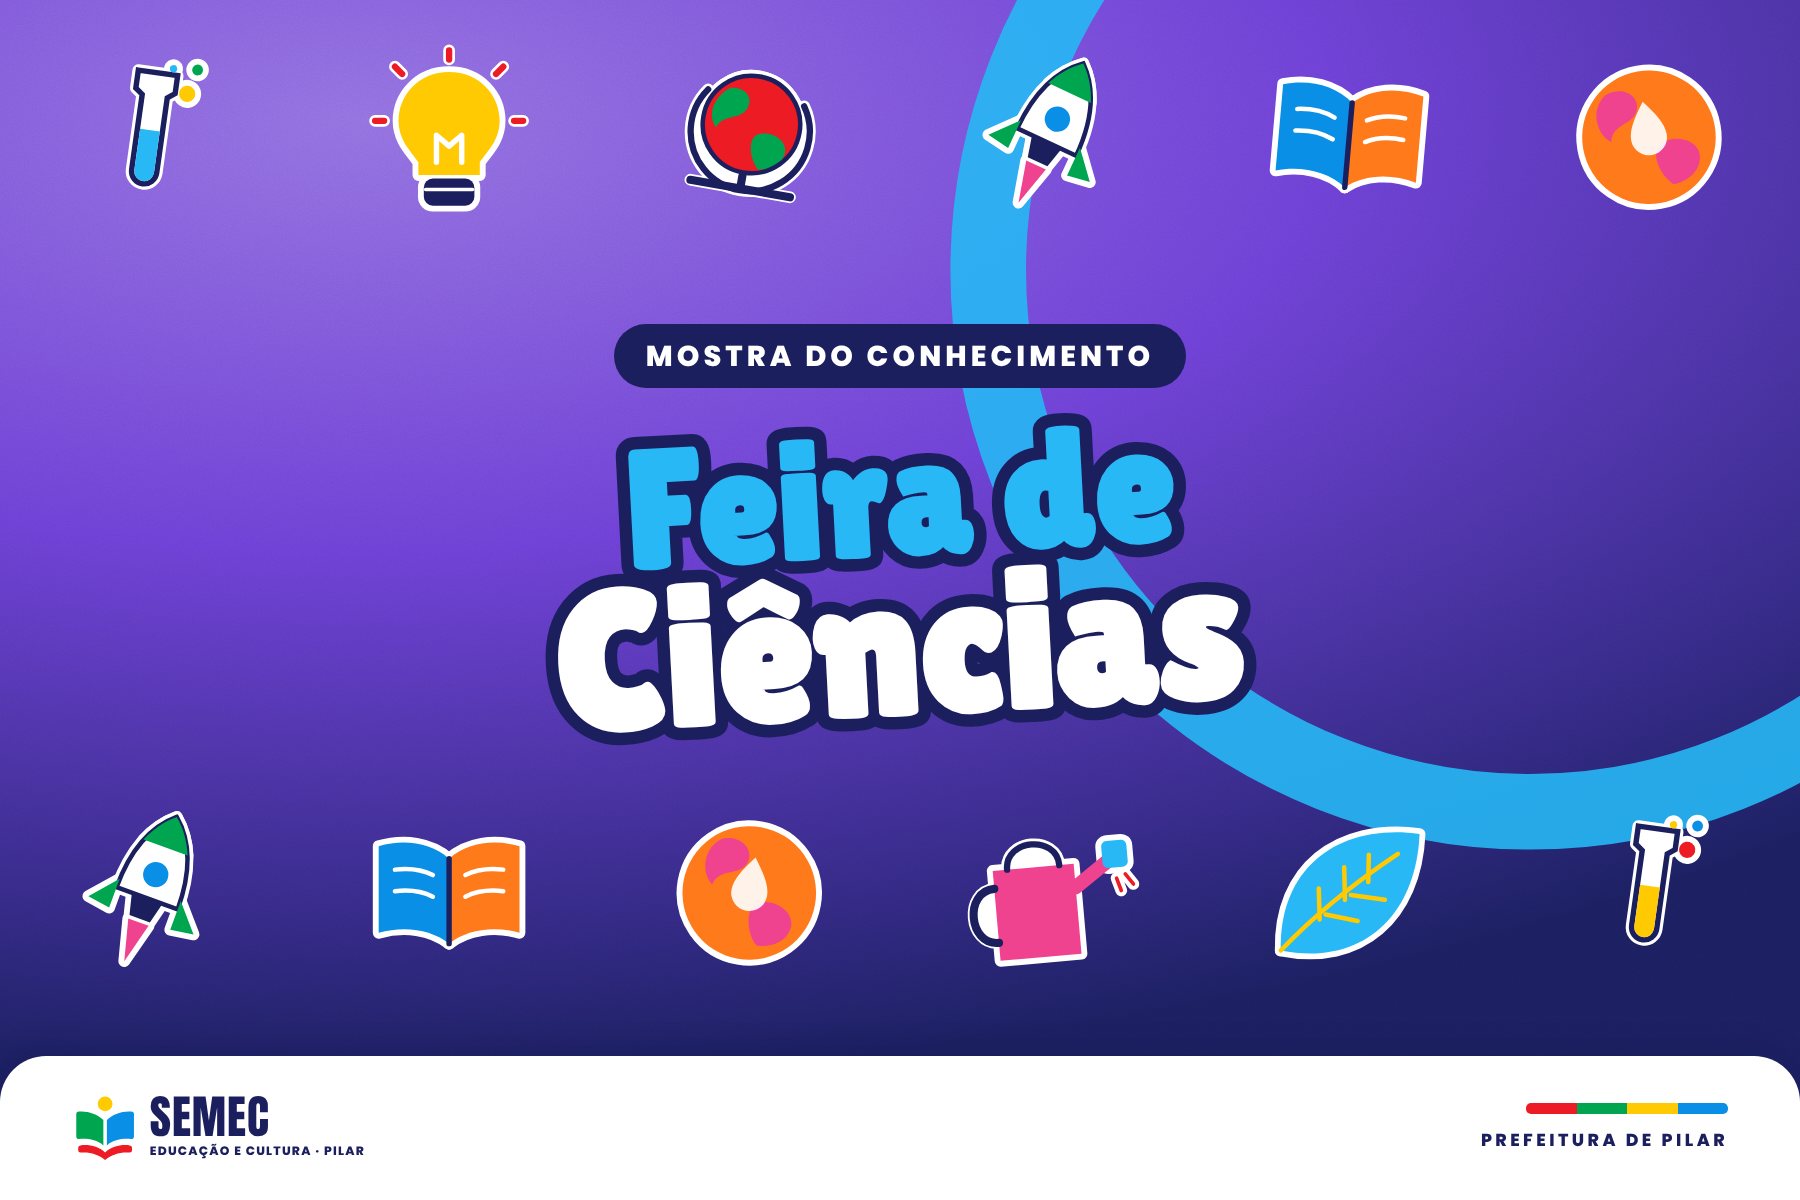 M
MOSTRA DO CONHECIMENTO
Feira de
Ciências
SEMEC
EDUCAÇÃO E CULTURA · PILAR
PREFEITURA DE PILAR